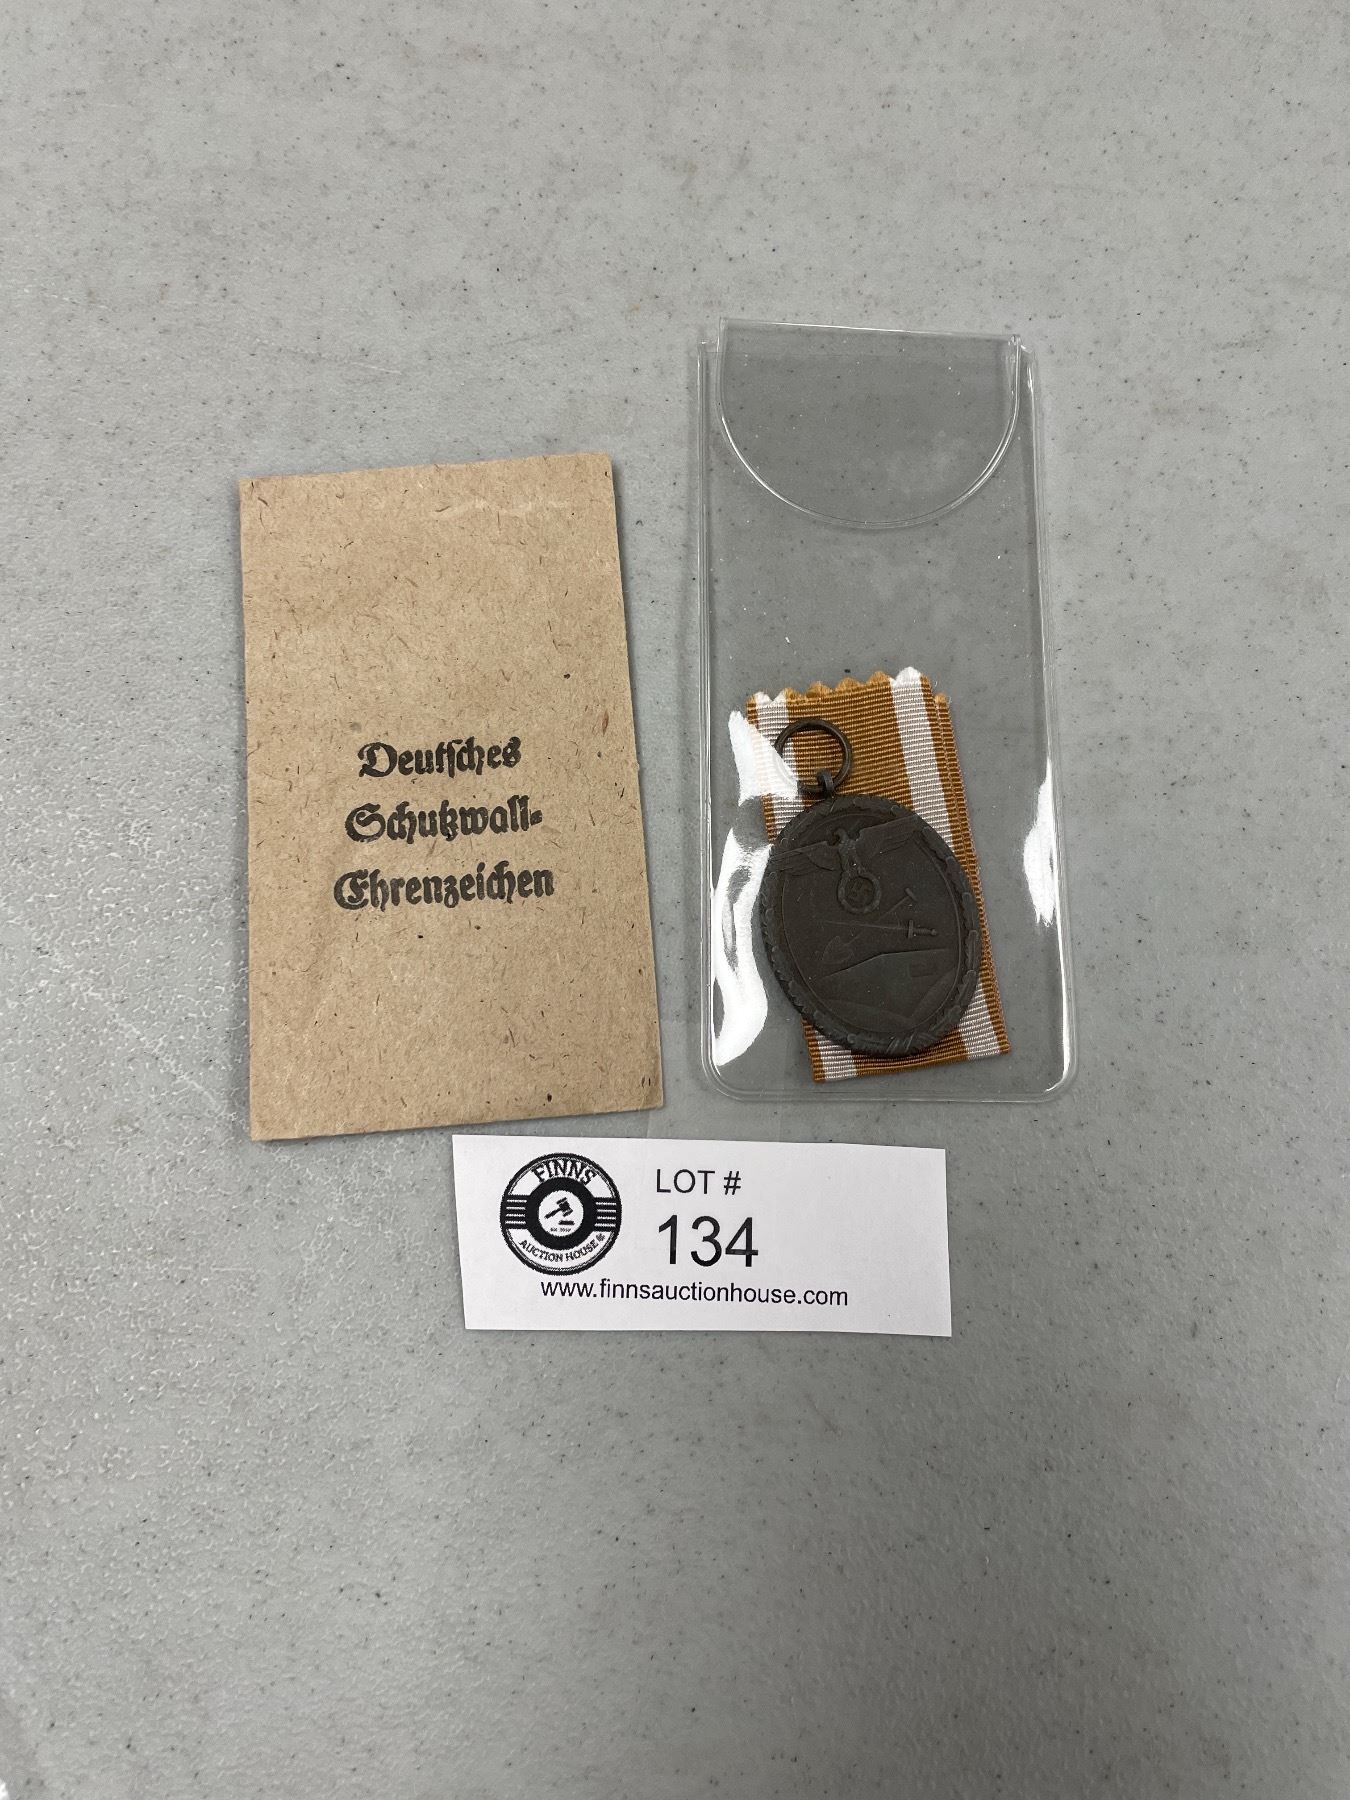 Deutsches
Schutzwall-
Ehrenzeichen
FINNS
AUCTION HOUSE
LOT #
134
www.finnsauctionhouse.com